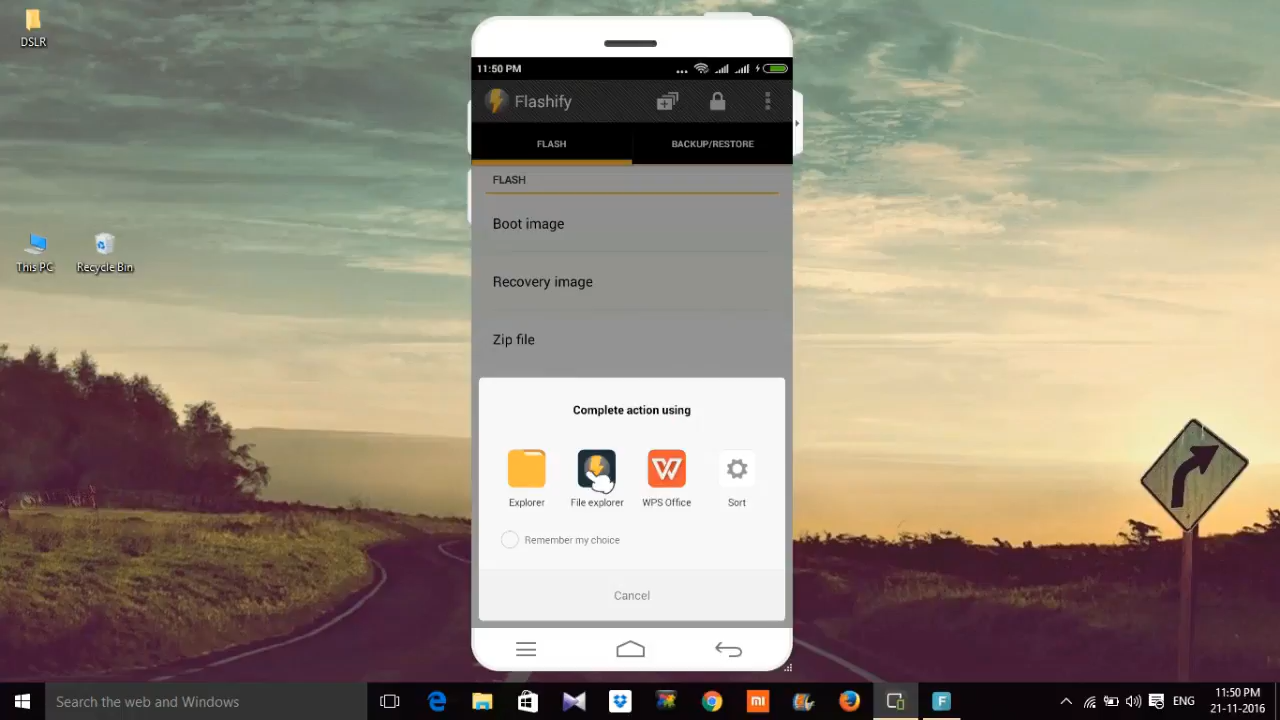 DSLR
This PC
Recycle Bin
11:50 PM
Flashify
FLASH
BACKUP/RESTORE
FLASH
Boot image
Recovery image
Zip file
Complete action using
Explorer
File explorer
WPS Office
Sort
Remember my choice
Cancel
Search the web and Windows
mi
F
ENG
11:50 PM
21-11-2016